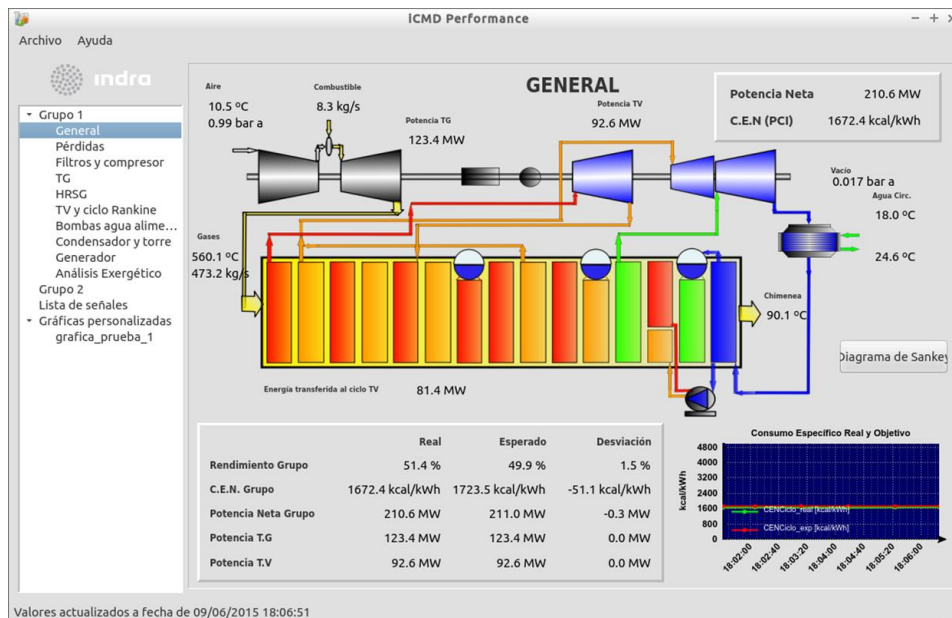 iCMD Performance
Archivo Ayuda
indra
Grupo 1
General
Pérdidas
Filtros y compresor
TG
HRSG
TV y ciclo Rankine
Bombas agua alime...
Condensador y torre
Generador
Análisis Exergético
Grupo 2
Lista de señales
Gráficas personalizadas
grafica_prueba_1
GENERAL
Aire
10.5 ºC
0.99 bar a
Combustible
8.3 kg/s
Potencia TG
123.4 MW
Potencia TV
92.6 MW
Potencia Neta 210.6 MW
C.E.N (PCI) 1672.4 kcal/kWh
Vacío
0.017 bar a
Agua Circ.
18.0 ºC
24.6 ºC
Gases
560.1 ºC
473.2 kg/s
Chimenea
90.1 ºC
Diagrama de Sankey
Energía transferida al ciclo TV 81.4 MW
Real Esperado Desviación
Rendimiento Grupo 51.4 % 49.9 % 1.5 %
C.E.N. Grupo 1672.4 kcal/kWh 1723.5 kcal/kWh -51.1 kcal/kWh
Potencia Neta Grupo 210.6 MW 211.0 MW -0.3 MW
Potencia T.G 123.4 MW 123.4 MW 0.0 MW
Potencia T.V 92.6 MW 92.6 MW 0.0 MW
Consumo Específico Real y Objetivo
kcal/kWh
4800
4000
3200
2400
1600
800
0
CENCiclo_real [kcal/kWh]
CENCiclo_exp [kcal/kWh]
18:02:00 18:02:40 18:03:20 18:04:00 18:04:40 18:05:20 18:06:00
Valores actualizados a fecha de 09/06/2015 18:06:51